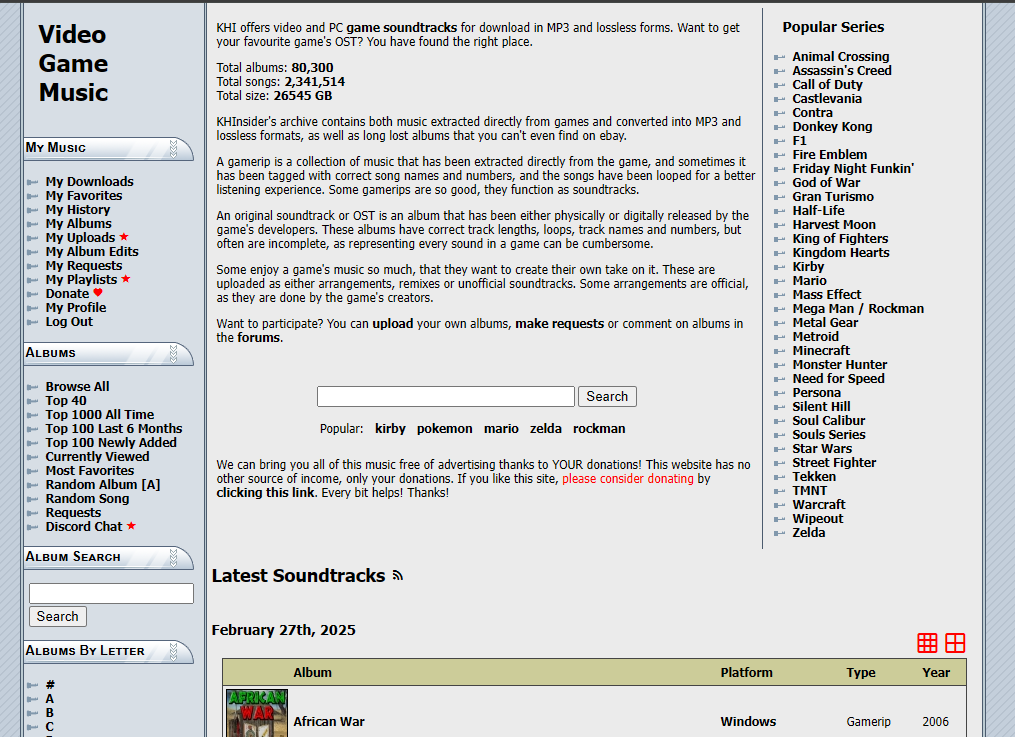 Video
Game
Music
My Music
My Downloads
My Favorites
My History
My Albums
My Uploads
My Album Edits
My Requests
My Playlists
Donate
My Profile
Log Out
Albums
Browse All
Top 40
Top 1000 All Time
Top 100 Last 6 Months
Top 100 Newly Added
Currently Viewed
Most Favorites
Random Album [A]
Random Song
Requests
Discord Chat
Album Search
Search
Albums By Letter
#
A
B
C
KHI offers video and PC game soundtracks for download in MP3 and lossless forms. Want to get
your favourite game's OST? You have found the right place.
Total albums: 80,300
Total songs: 2,341,514
Total size: 26545 GB
KHInsider's archive contains both music extracted directly from games and converted into MP3 and
lossless formats, as well as long lost albums that you can't even find on ebay.
A gamerip is a collection of music that has been extracted directly from the game, and sometimes it
has been tagged with correct song names and numbers, and the songs have been looped for a better
listening experience. Some gamerips are so good, they function as soundtracks.
An original soundtrack or OST is an album that has been either physically or digitally released by the
game's developers. These albums have correct track lengths, loops, track names and numbers, but
often are incomplete, as representing every sound in a game can be cumbersome.
Some enjoy a game's music so much, that they want to create their own take on it. These are
uploaded as either arrangements, remixes or unofficial soundtracks. Some arrangements are official,
as they are done by the game's creators.
Want to participate? You can upload your own albums, make requests or comment on albums in
the forums.
Search
Popular: kirby pokemon mario zelda rockman
We can bring you all of this music free of advertising thanks to YOUR donations! This website has no
other source of income, only your donations. If you like this site, please consider donating by
clicking this link. Every bit helps! Thanks!
Popular Series
Animal Crossing
Assassin's Creed
Call of Duty
Castlevania
Contra
Donkey Kong
F1
Fire Emblem
Friday Night Funkin'
God of War
Gran Turismo
Half-Life
Harvest Moon
King of Fighters
Kingdom Hearts
Kirby
Mario
Mass Effect
Mega Man / Rockman
Metal Gear
Metroid
Minecraft
Monster Hunter
Need for Speed
Persona
Silent Hill
Soul Calibur
Souls Series
Star Wars
Street Fighter
Tekken
TMNT
Warcraft
Wipeout
Zelda
Latest Soundtracks
February 27th, 2025
Album Platform Type Year
AFRICAN
WAR
African War Windows Gamerip 2006